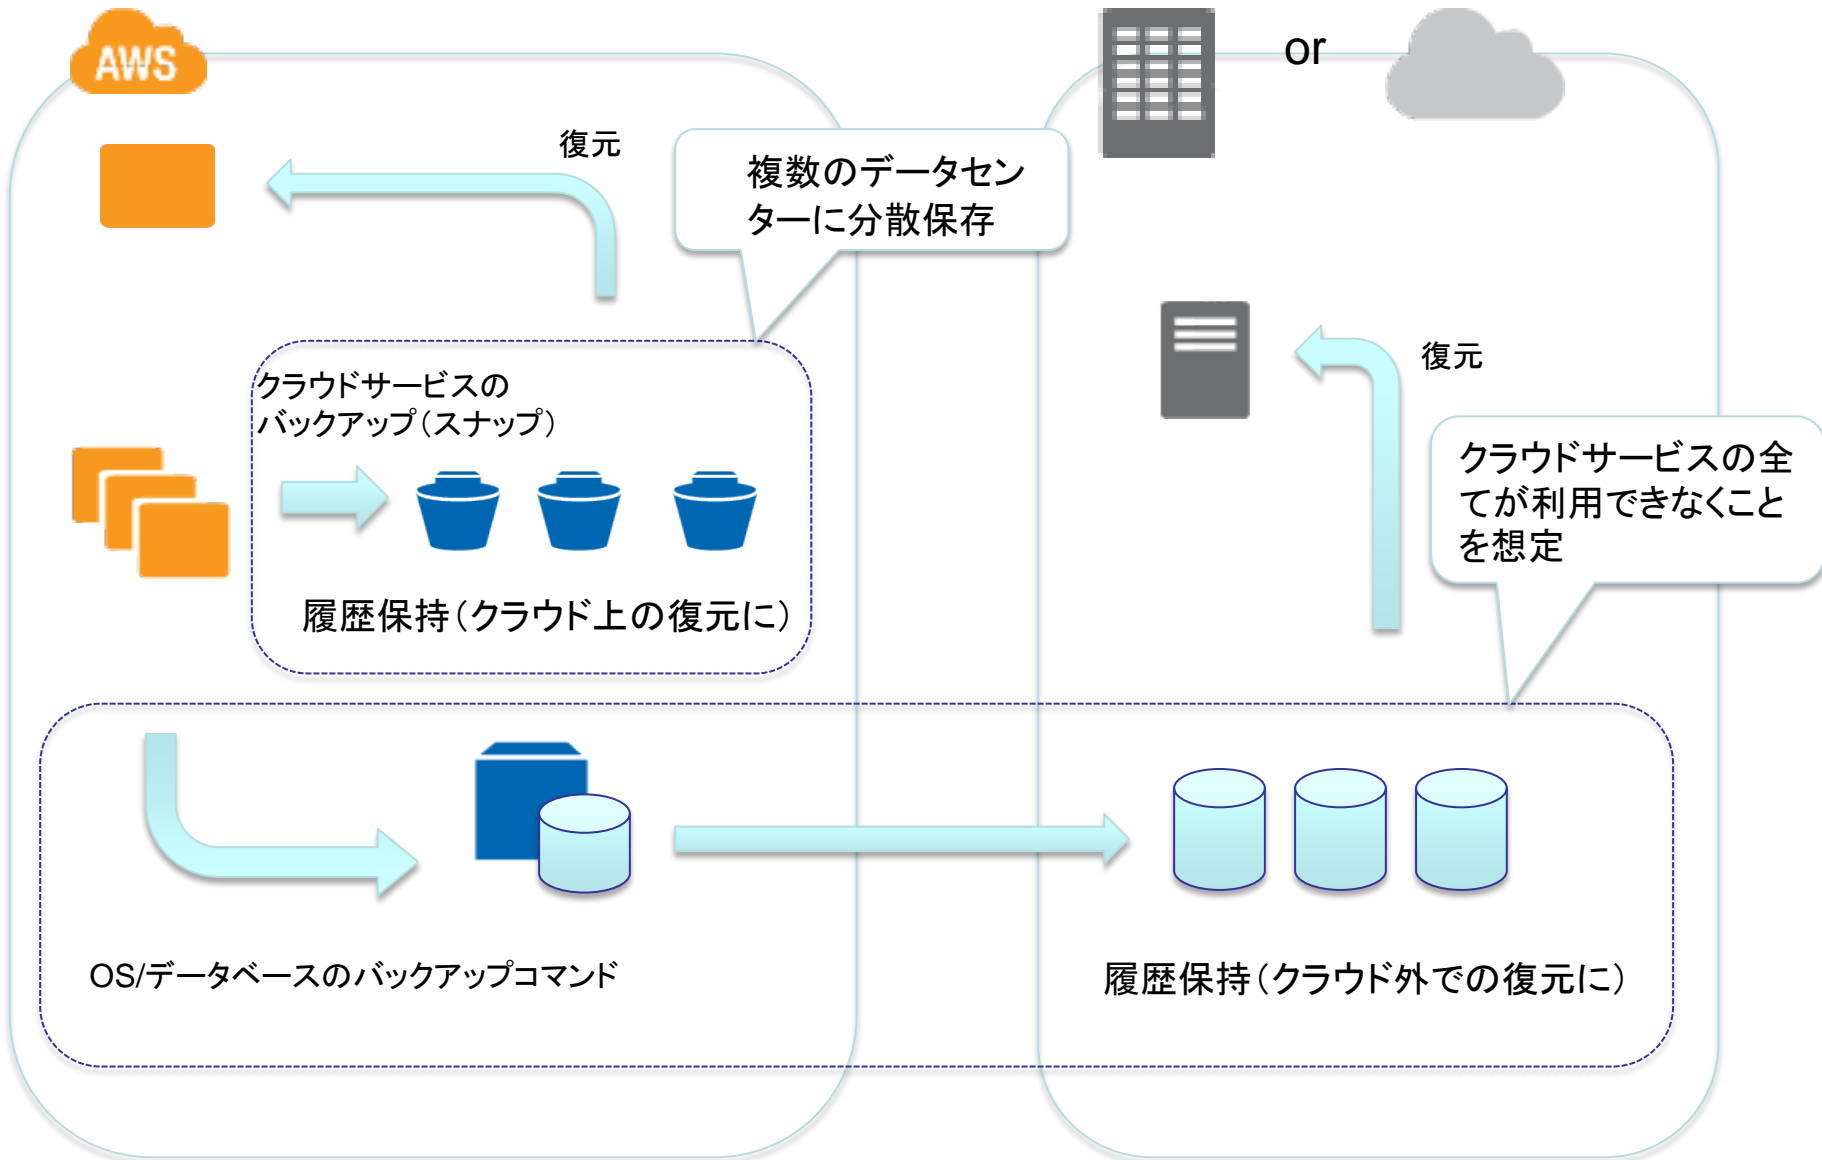 AWS
or
復元
複数のデータセン
ターに分散保存
復元
クラウドサービスの
バックアップ（スナップ）
クラウドサービスの全
てが利用できなくこと
を想定
履歴保持（クラウド上の復元に）
OS/データベースのバックアップコマンド
履歴保持（クラウド外での復元に）